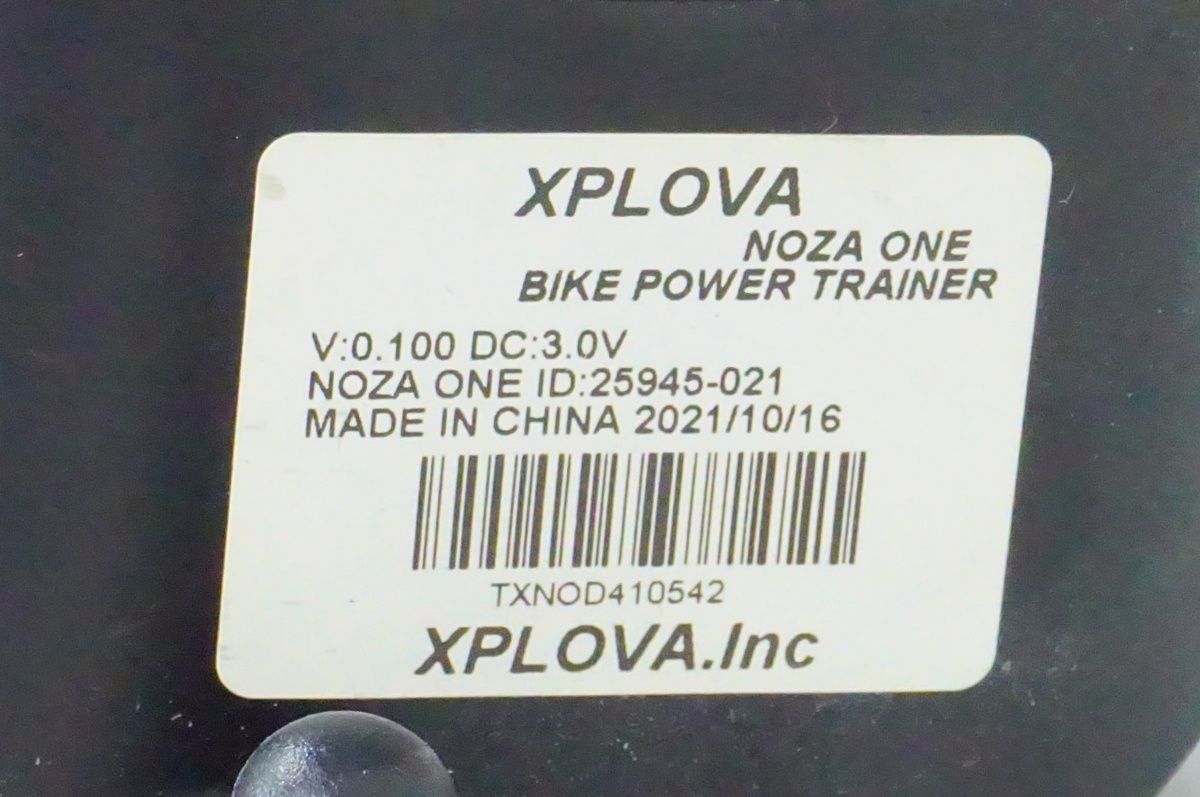 XPLOVA
NOZA ONE
BIKE POWER TRAINER
V:0.100 DC:3.0V
NOZA ONE ID:25945-021
MADE IN CHINA 2021/10/16
TXNOD410542
XPLOVA.Inc